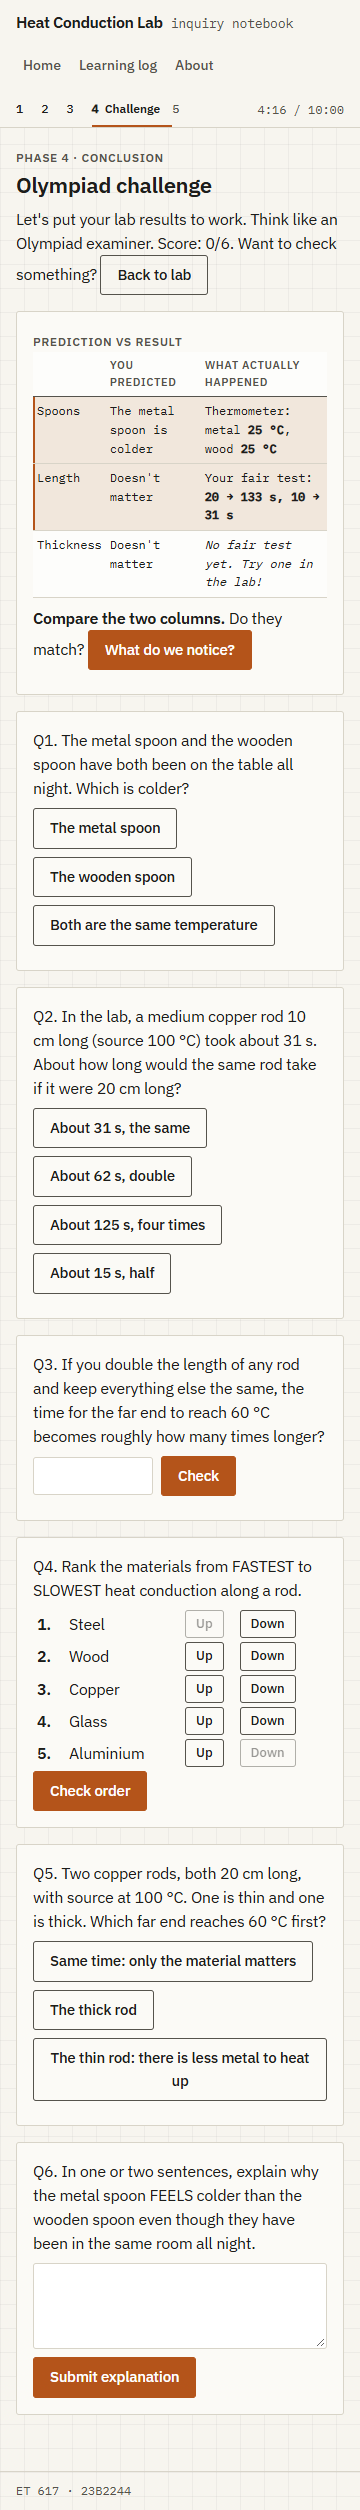 Heat Conduction Lab inquiry notebook
Home Learning log About
1 2 3 4 Challenge 5 4:16 / 10:00
PHASE 4 · CONCLUSION
Olympiad challenge
Let's put your lab results to work. Think like an
Olympiad examiner. Score: 0/6. Want to check
something? Back to lab
PREDICTION VS RESULT
YOU PREDICTED WHAT ACTUALLY HAPPENED
Spoons The metal spoon is colder Thermometer: metal 25 °C, wood 25 °C
Length Doesn't matter Your fair test: 20 → 133 s, 10 → 31 s
Thickness Doesn't matter No fair test yet. Try one in the lab!
Compare the two columns. Do they
match? What do we notice?
Q1. The metal spoon and the wooden
spoon have both been on the table all
night. Which is colder?
The metal spoon
The wooden spoon
Both are the same temperature
Q2. In the lab, a medium copper rod 10
cm long (source 100 °C) took about 31 s.
About how long would the same rod take
if it were 20 cm long?
About 31 s, the same
About 62 s, double
About 125 s, four times
About 15 s, half
Q3. If you double the length of any rod
and keep everything else the same, the
time for the far end to reach 60 °C
becomes roughly how many times longer?
Check
Q4. Rank the materials from FASTEST to
SLOWEST heat conduction along a rod.
1. Steel Up Down
2. Wood Up Down
3. Copper Up Down
4. Glass Up Down
5. Aluminium Up Down
Check order
Q5. Two copper rods, both 20 cm long,
with source at 100 °C. One is thin and one
is thick. Which far end reaches 60 °C first?
Same time: only the material matters
The thick rod
The thin rod: there is less metal to heat
up
Q6. In one or two sentences, explain why
the metal spoon FEELS colder than the
wooden spoon even though they have
been in the same room all night.
Submit explanation
ET 617 · 23B2244